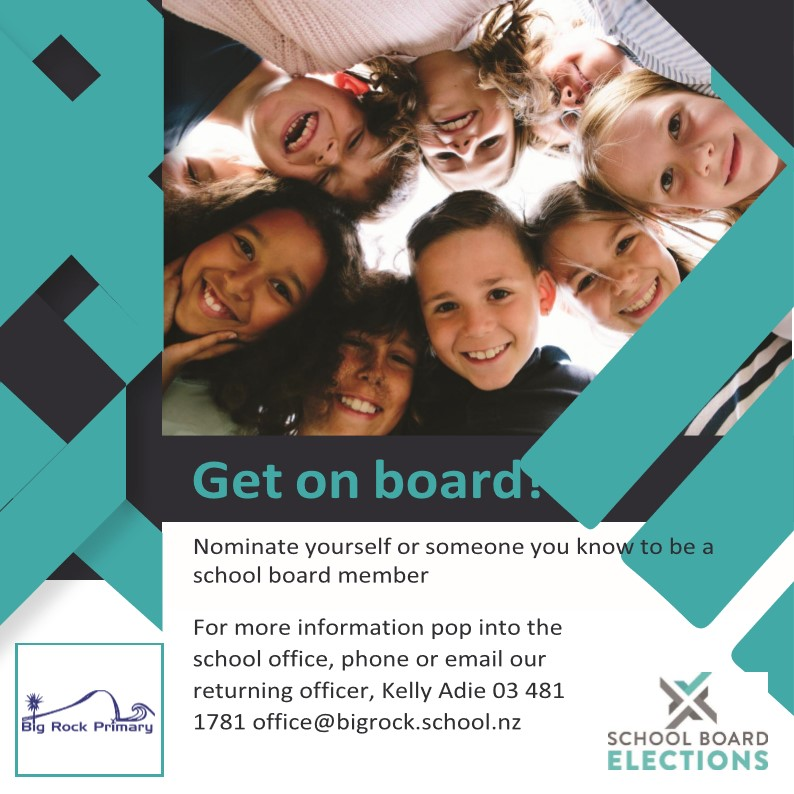 Get on board!
Nominate yourself or someone you know to be a
school board member
For more information pop into the
school office, phone or email our
returning officer, Kelly Adie 03 481
1781 office@bigrock.school.nz
Big Rock Primary
SCHOOL BOARD
ELECTIONS